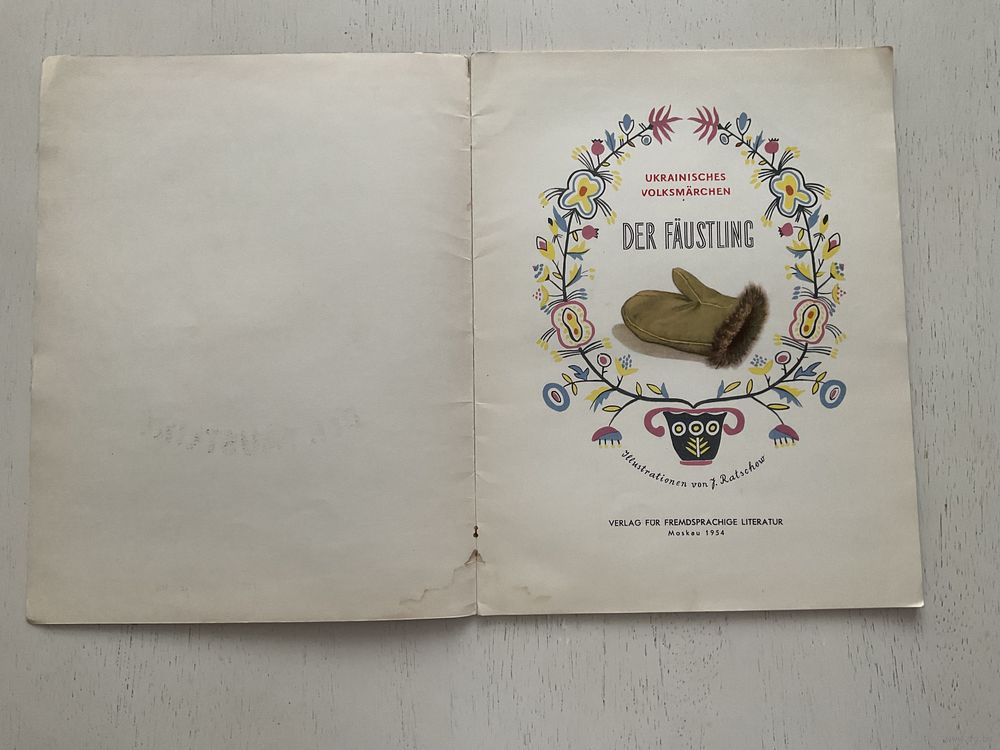 UKRAINISCHES
VOLKSMÄRCHEN
DER FÄUSTLING
Illustrationen von J. Ratschow
VERLAG FÜR FREMDSPRACHIGE LITERATUR
Moskau 1954